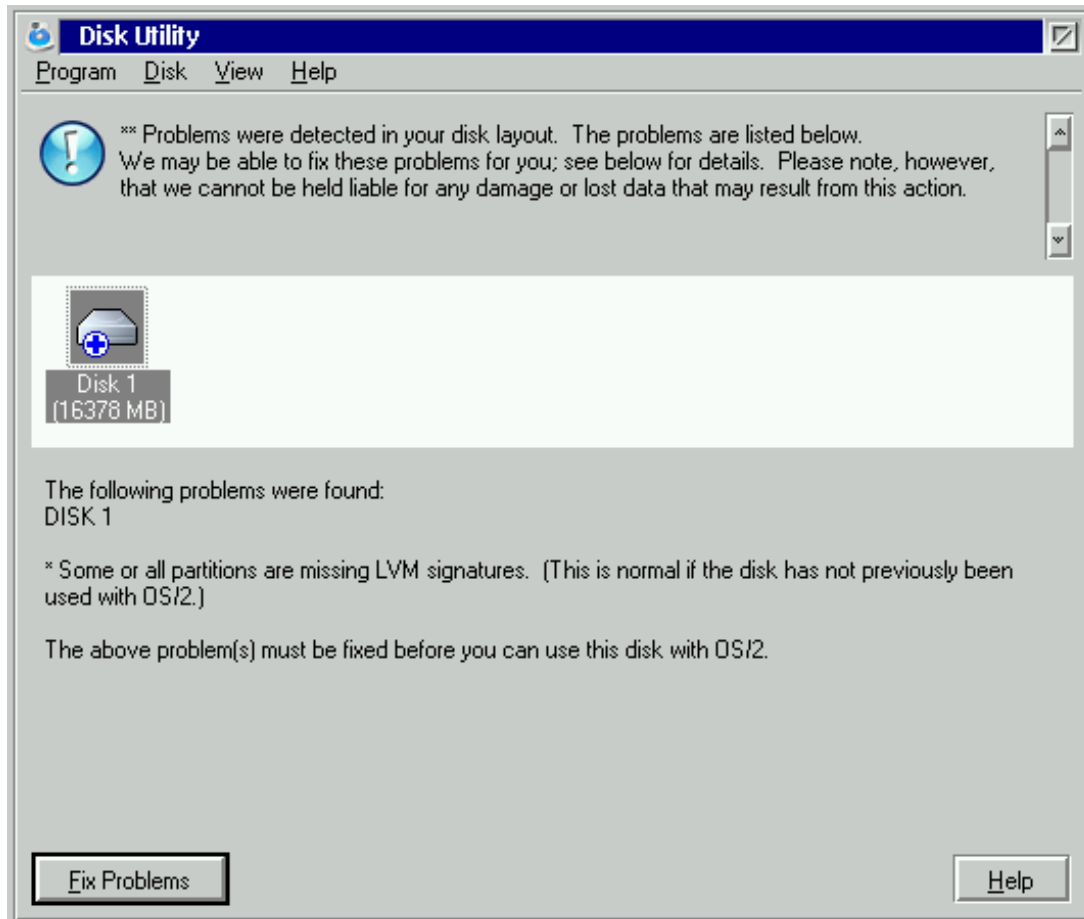 Disk Utility
Program Disk View Help
** Problems were detected in your disk layout. The problems are listed below.
We may be able to fix these problems for you; see below for details. Please note, however,
that we cannot be held liable for any damage or lost data that may result from this action.
Disk 1
(16378 MB)
The following problems were found:
DISK 1
* Some or all partitions are missing LVM signatures. (This is normal if the disk has not previously been
used with OS/2.)
The above problem(s) must be fixed before you can use this disk with OS/2.
Fix Problems
Help